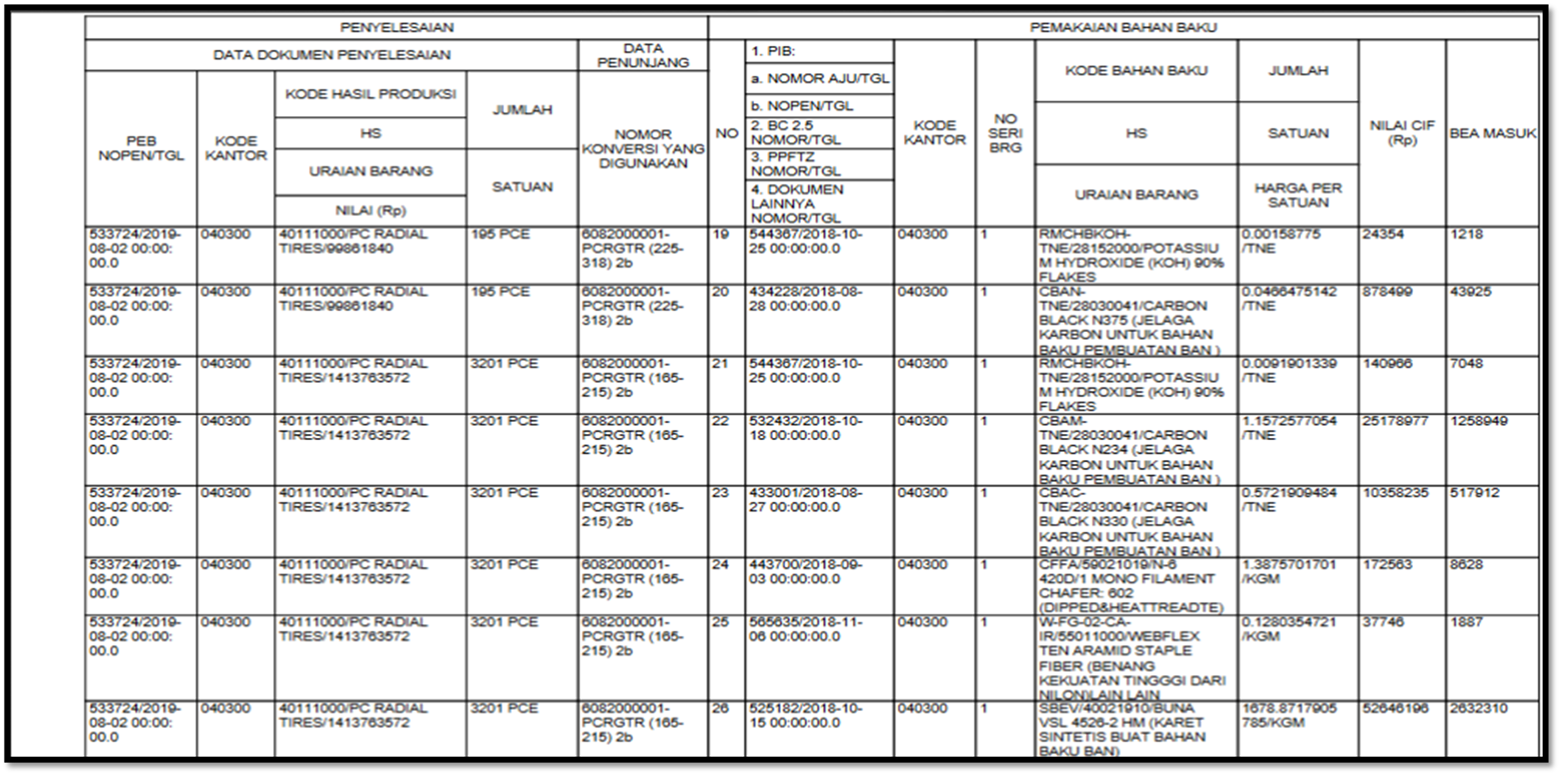 PENYELESAIAN
PEMAKAIAN BAHAN BAKU
DATA DOKUMEN PENYELESAIAN
DATA
PENUNJANG
NO
1. PIB:
a. NOMOR AJU/TGL
b. NOPEN/TGL
2. BC 2.5
NOMOR/TGL
3. PPFTZ
NOMOR/TGL
4. DOKUMEN
LAINNYA
NOMOR/TGL
KODE
KANTOR
NO
SERI
BRG
KODE BAHAN BAKU
HS
URAIAN BARANG
JUMLAH
SATUAN
HARGA PER
SATUAN
NILAI CIF
(Rp)
BEA MASUK
PEB
NOPEN/TGL
KODE
KANTOR
KODE HASIL PRODUKSI
HS
URAIAN BARANG
NILAI (Rp)
JUMLAH
SATUAN
NOMOR
KONVERSI YANG
DIGUNAKAN
533724/2019-
08-02 00:00:
00.0
040300
40111000/PC RADIAL
TIRES/99861840
195 PCE
6082000001-
PCRGTR (225-
318) 2b
19
544367/2018-10-
25 00:00:00.0
040300
1
RMCHBKOH-
TNE/28152000/POTASSIU
M HYDROXIDE (KOH) 90%
FLAKES
0.00158775
/TNE
24354
1218
533724/2019-
08-02 00:00:
00.0
040300
40111000/PC RADIAL
TIRES/99861840
195 PCE
6082000001-
PCRGTR (225-
318) 2b
20
434228/2018-08-
28 00:00:00.0
040300
1
CBAN-
TNE/28030041/CARBON
BLACK N375 (JELAGA
KARBON UNTUK BAHAN
BAKU PEMBUATAN BAN )
0.0466475142
/TNE
878499
43925
533724/2019-
08-02 00:00:
00.0
040300
40111000/PC RADIAL
TIRES/1413763572
3201 PCE
6082000001-
PCRGTR (165-
215) 2b
21
544367/2018-10-
25 00:00:00.0
040300
1
RMCHBKOH-
TNE/28152000/POTASSIU
M HYDROXIDE (KOH) 90%
FLAKES
0.0091901339
/TNE
140966
7048
533724/2019-
08-02 00:00:
00.0
040300
40111000/PC RADIAL
TIRES/1413763572
3201 PCE
6082000001-
PCRGTR (165-
215) 2b
22
532432/2018-10-
18 00:00:00.0
040300
1
CBAM-
TNE/28030041/CARBON
BLACK N234 (JELAGA
KARBON UNTUK BAHAN
BAKU PEMBUATAN BAN )
1.1572577054
/TNE
25178977
1258949
533724/2019-
08-02 00:00:
00.0
040300
40111000/PC RADIAL
TIRES/1413763572
3201 PCE
6082000001-
PCRGTR (165-
215) 2b
23
433001/2018-08-
27 00:00:00.0
040300
1
CBAC-
TNE/28030041/CARBON
BLACK N330 (JELAGA
KARBON UNTUK BAHAN
BAKU PEMBUATAN BAN )
0.5721909484
/TNE
10358235
517912
533724/2019-
08-02 00:00:
00.0
040300
40111000/PC RADIAL
TIRES/1413763572
3201 PCE
6082000001-
PCRGTR (165-
215) 2b
24
443700/2018-09-
03 00:00:00.0
040300
1
CFFA/59021019/N-6
420D/1 MONO FILAMENT
CHAFER: 602
(DIPPED&HEATTREADTE)
1.3875701701
/KGM
172563
8628
533724/2019-
08-02 00:00:
00.0
040300
40111000/PC RADIAL
TIRES/1413763572
3201 PCE
6082000001-
PCRGTR (165-
215) 2b
25
565635/2018-11-
06 00:00:00.0
040300
1
W-FG-02-CA-
IR/55011000/WEBFLEX
TEN ARAMID STAPLE
FIBER (BENANG
KEKUATAN TINGGGI DARI
NILON)LAIN LAIN
0.1280354721
/KGM
37746
1887
533724/2019-
08-02 00:00:
00.0
040300
40111000/PC RADIAL
TIRES/1413763572
3201 PCE
6082000001-
PCRGTR (165-
215) 2b
26
525182/2018-10-
15 00:00:00.0
040300
1
SBEV/40021910/BUNA
VSL 4526-2 HM (KARET
SINTETIS BUAT BAHAN
BAKU BAN)
1678.8717905
785/KGM
52646196
2632310